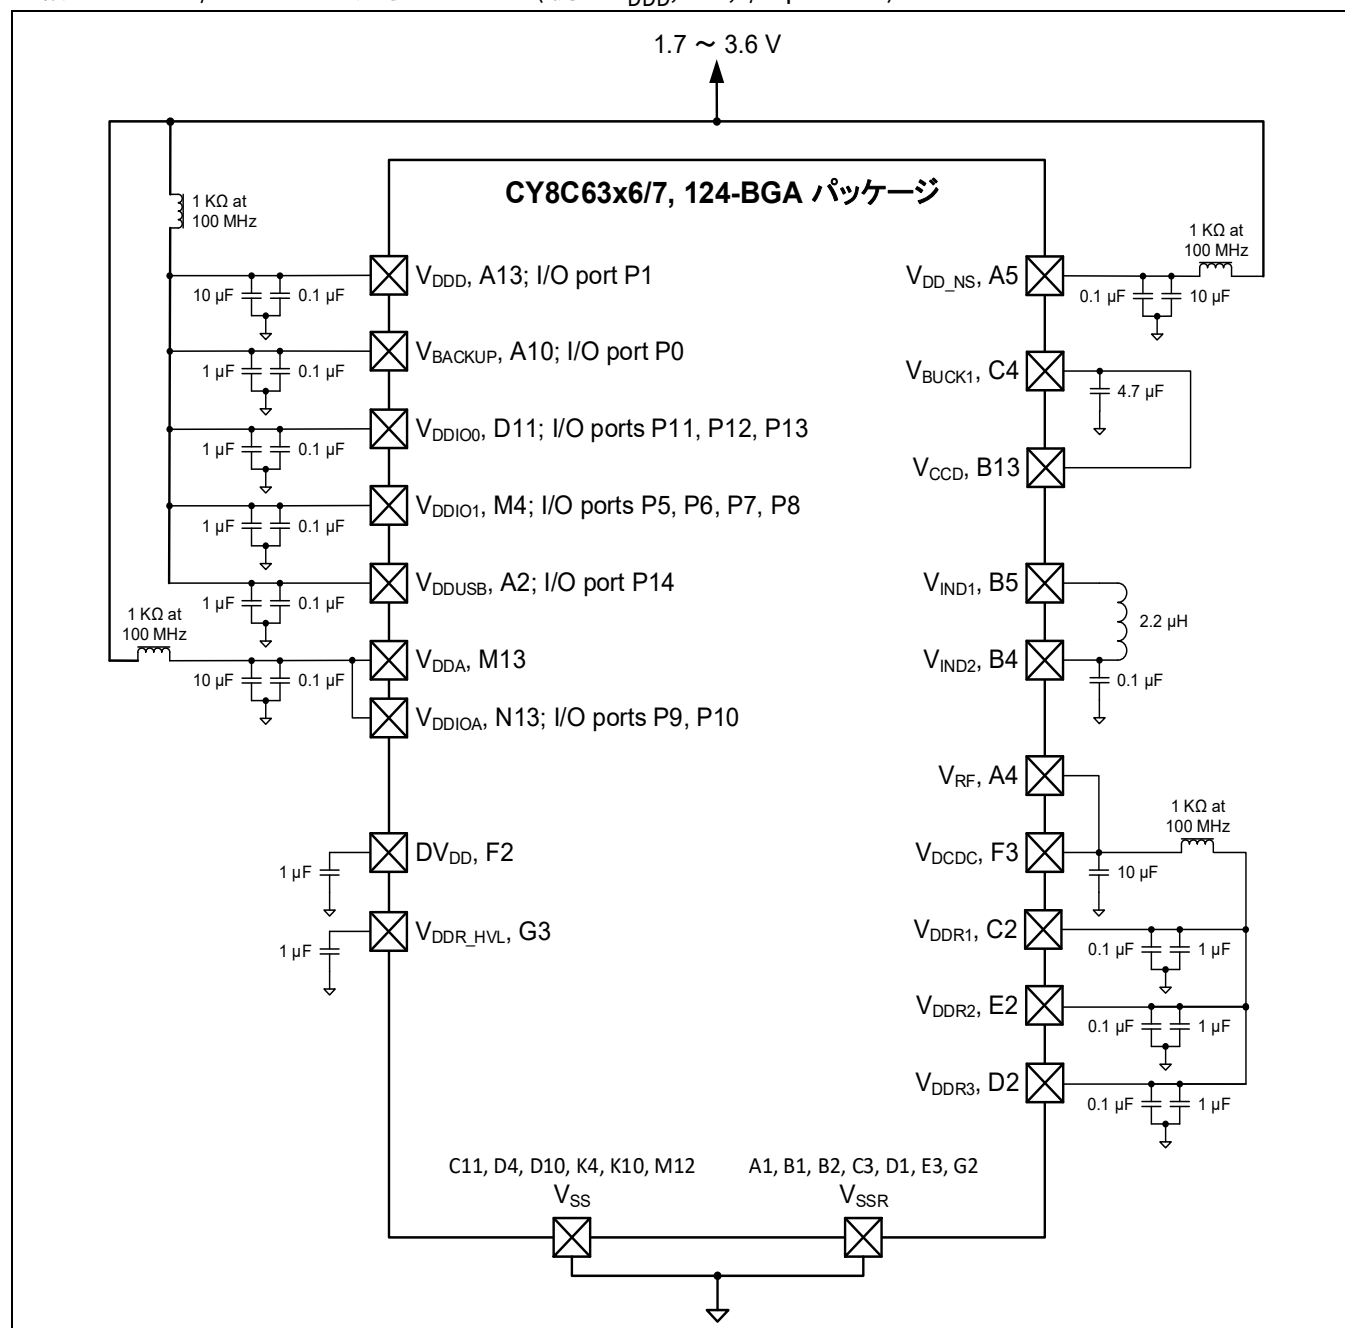 1.7 ～ 3.6 V
CY8C63x6/7, 124-BGA パッケージ
1 KΩ at
100 MHz
V_DDD, A13; I/O port P1
10 µF
0.1 µF
V_BACKUP, A10; I/O port P0
1 µF
0.1 µF
V_DDIO0, D11; I/O ports P11, P12, P13
1 µF
0.1 µF
V_DDIO1, M4; I/O ports P5, P6, P7, P8
1 µF
0.1 µF
V_DDUSB, A2; I/O port P14
1 µF
0.1 µF
1 KΩ at
100 MHz
V_DDA, M13
10 µF
0.1 µF
V_DDIOA, N13; I/O ports P9, P10
DV_DD, F2
1 µF
V_DDR_HVL, G3
1 µF
1 KΩ at
100 MHz
V_DD_NS, A5
0.1 µF
10 µF
V_BUCK1, C4
4.7 µF
V_CCD, B13
V_IND1, B5
2.2 µH
V_IND2, B4
0.1 µF
V_RF, A4
1 KΩ at
100 MHz
V_DCDC, F3
10 µF
V_DDR1, C2
0.1 µF
1 µF
V_DDR2, E2
0.1 µF
1 µF
V_DDR3, D2
0.1 µF
1 µF
C11, D4, D10, K4, K10, M12
V_SS
A1, B1, B2, C3, D1, E3, G2
V_SSR